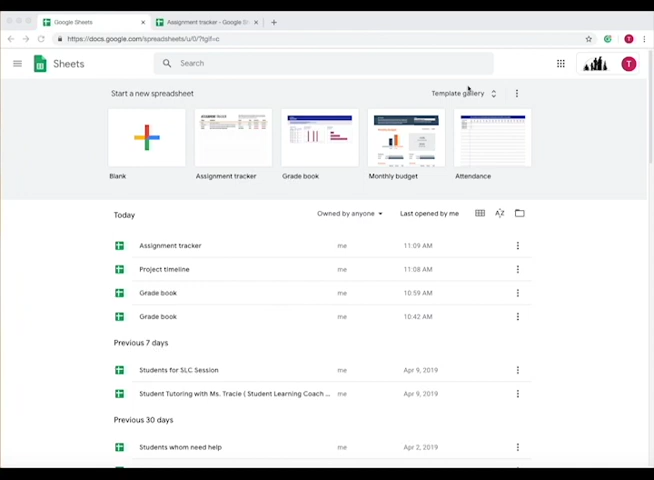 Google Sheets
Assignment tracker - Google Sh
https://docs.google.com/spreadsheets/u/0/?tgif=c
T
Sheets
Search
T
Start a new spreadsheet
Template gallery
Blank
Assignment tracker
Grade book
Monthly budget
Attendance
Today
Owned by anyone
Last opened by me
AZ
Assignment tracker me 11:09 AM
Project timeline me 11:08 AM
Grade book me 10:59 AM
Grade book me 10:42 AM
Previous 7 days
Students for SLC Session me Apr 9, 2019
Student Tutoring with Ms. Tracie ( Student Learning Coach ... me Apr 9, 2019
Previous 30 days
Students whom need help me Apr 2, 2019